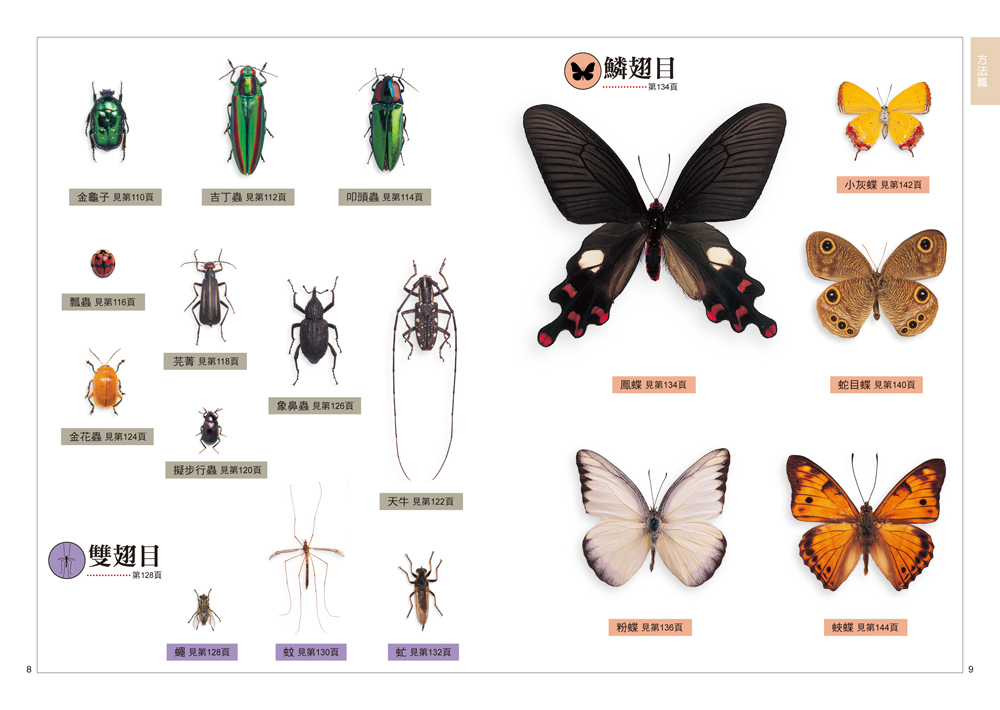 金龜子 見第110頁
吉丁蟲 見第112頁
叩頭蟲 見第114頁
瓢蟲 見第116頁
芫菁 見第118頁
象鼻蟲 見第126頁
金花蟲 見第124頁
擬步行蟲 見第120頁
天牛 見第122頁
雙翅目
第128頁
蠅 見第128頁
蚊 見第130頁
虻 見第132頁
8
方法篇
鱗翅目
第134頁
小灰蝶 見第142頁
鳳蝶 見第134頁
蛇目蝶 見第140頁
粉蝶 見第136頁
蛺蝶 見第144頁
9